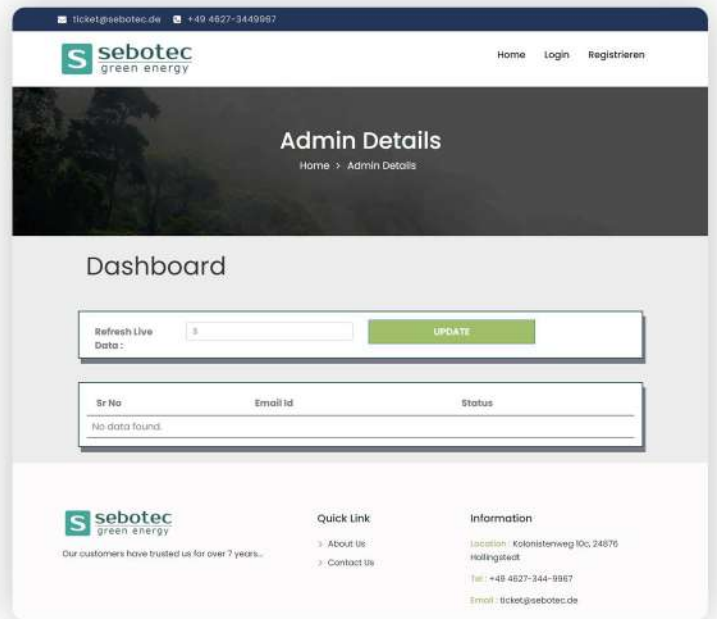 ticket@sebotec.de +49 4627-3449967
S sebotec
green energy
Home Login Registrieren
Admin Details
Home > Admin Details
Dashboard
Refresh Live
Data :
UPDATE
Sr No Email Id Status
No data found.
S sebotec
green energy
Our customers have trusted us for over 7 years...
Quick Link
> About Us
> Contact Us
Information
Location : Kolonistenweg 10c, 24876
Hollingstedt
Tel : +49 4627-344-9967
Email : ticket@sebotec.de